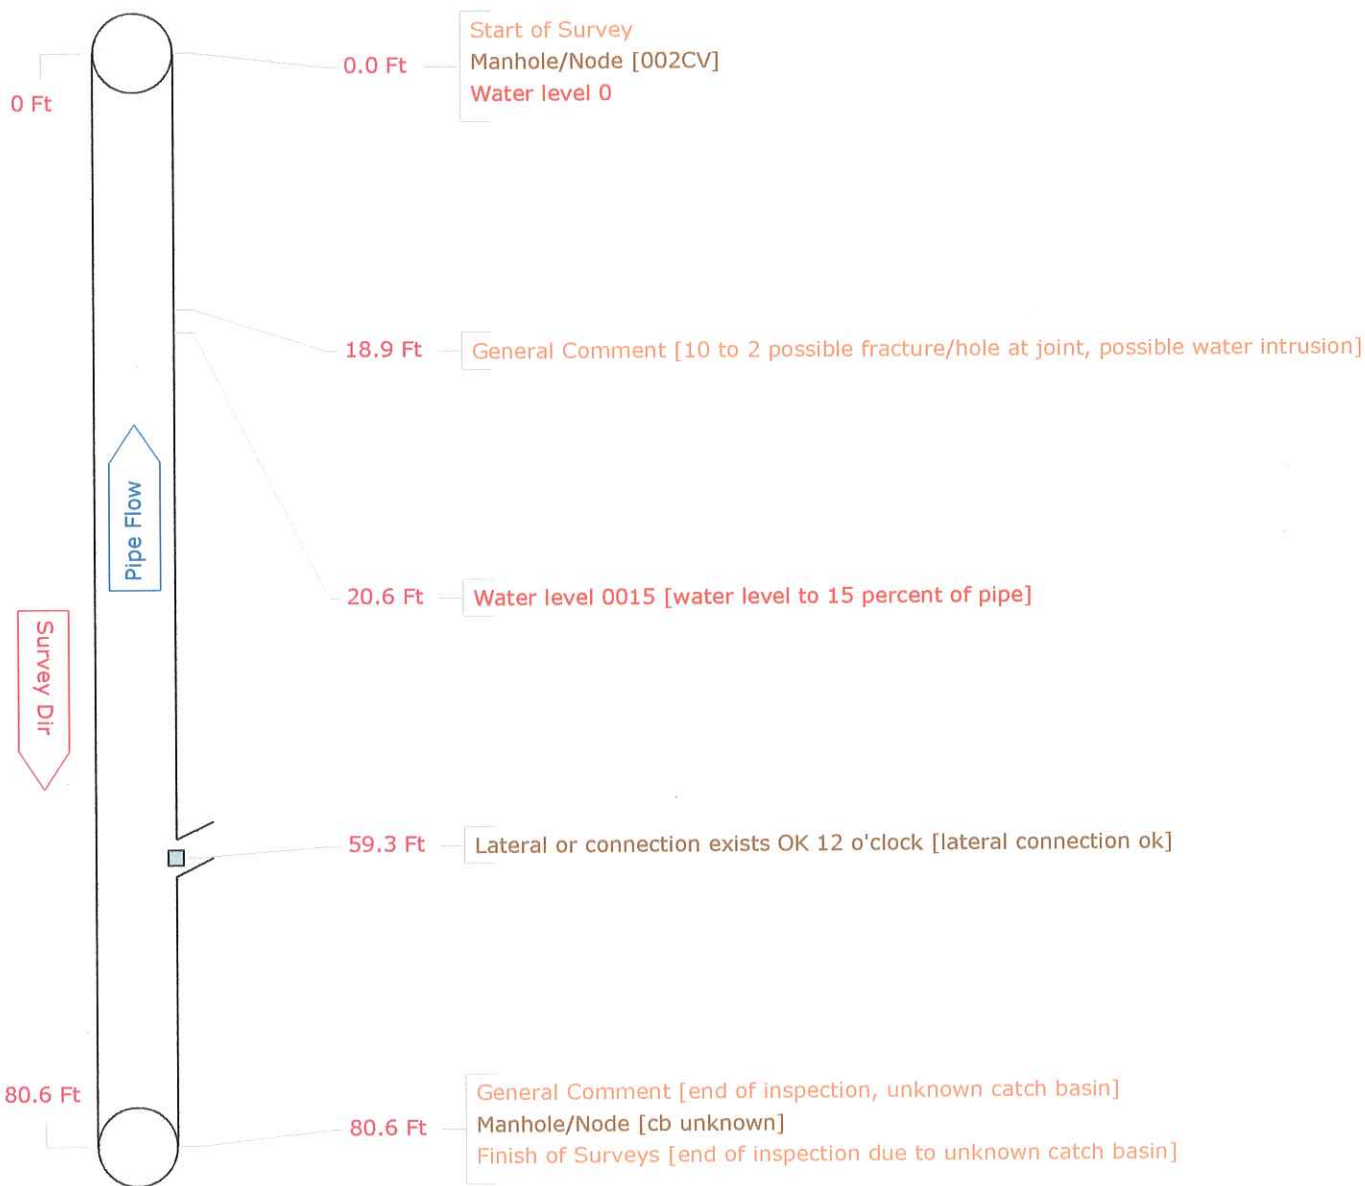 Start of Survey
0.0 Ft
Manhole/Node [002CV]
Water level 0
0 Ft
18.9 Ft
General Comment [10 to 2 possible fracture/hole at joint, possible water intrusion]
Pipe Flow
20.6 Ft
Water level 0015 [water level to 15 percent of pipe]
Survey Dir
59.3 Ft
Lateral or connection exists OK 12 o'clock [lateral connection ok]
80.6 Ft
General Comment [end of inspection, unknown catch basin]
80.6 Ft
Manhole/Node [cb unknown]
Finish of Surveys [end of inspection due to unknown catch basin]